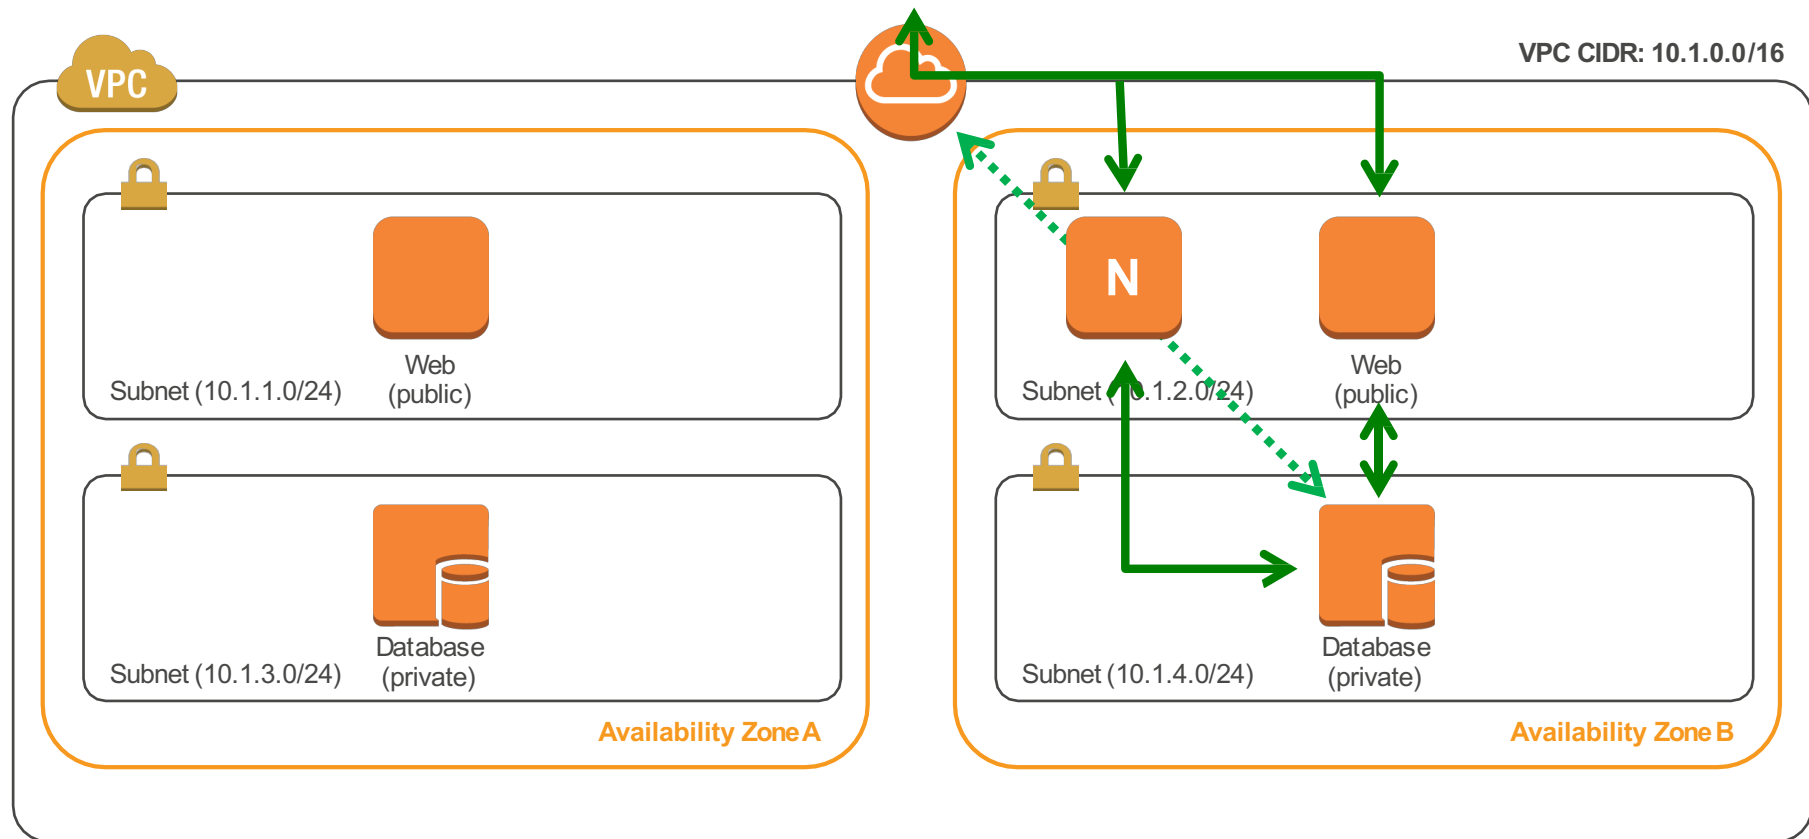 VPC CIDR: 10.1.0.0/16
VPC
N
Web
(public)
Subnet (10.1.1.0/24)
Web
(public)
Subnet (10.1.2.0/24)
Database
(private)
Subnet (10.1.3.0/24)
Database
(private)
Subnet (10.1.4.0/24)
Availability Zone A
Availability Zone B